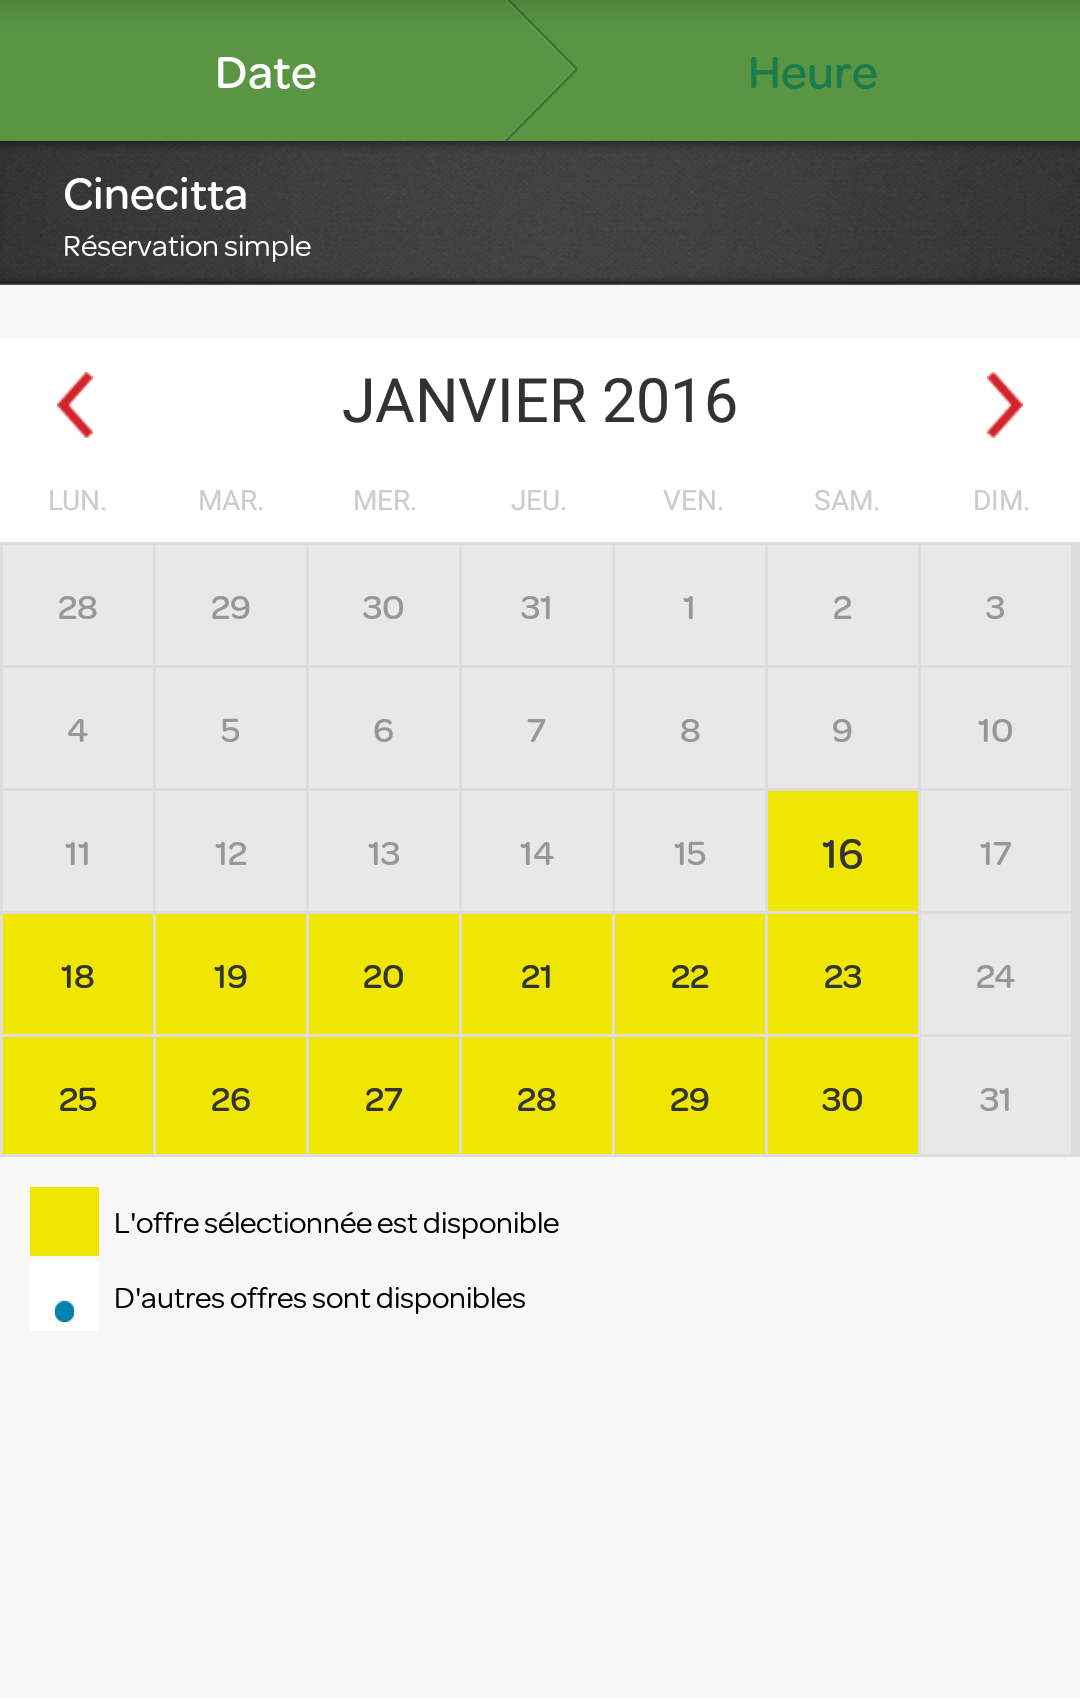 Date Heure
Cinecitta
Réservation simple
JANVIER 2016
LUN. MAR. MER. JEU. VEN. SAM. DIM.
28 29 30 31 1 2 3
4 5 6 7 8 9 10
11 12 13 14 15 16 17
18 19 20 21 22 23 24
25 26 27 28 29 30 31
L'offre sélectionnée est disponible
D'autres offres sont disponibles